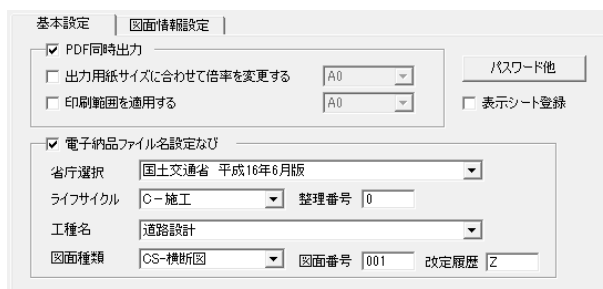 基本設定 図面情報設定
PDF同時出力
出力用紙サイズに合わせて倍率を変更する A0 パスワード他
印刷範囲を適用する A0 表示シート登録
電子納品ファイル名設定なび
省庁選択 国土交通省 平成16年6月版
ライフサイクル C-施工 整理番号 0
工種名 道路設計
図面種類 CS-横断図 図面番号 001 改定履歴 Z